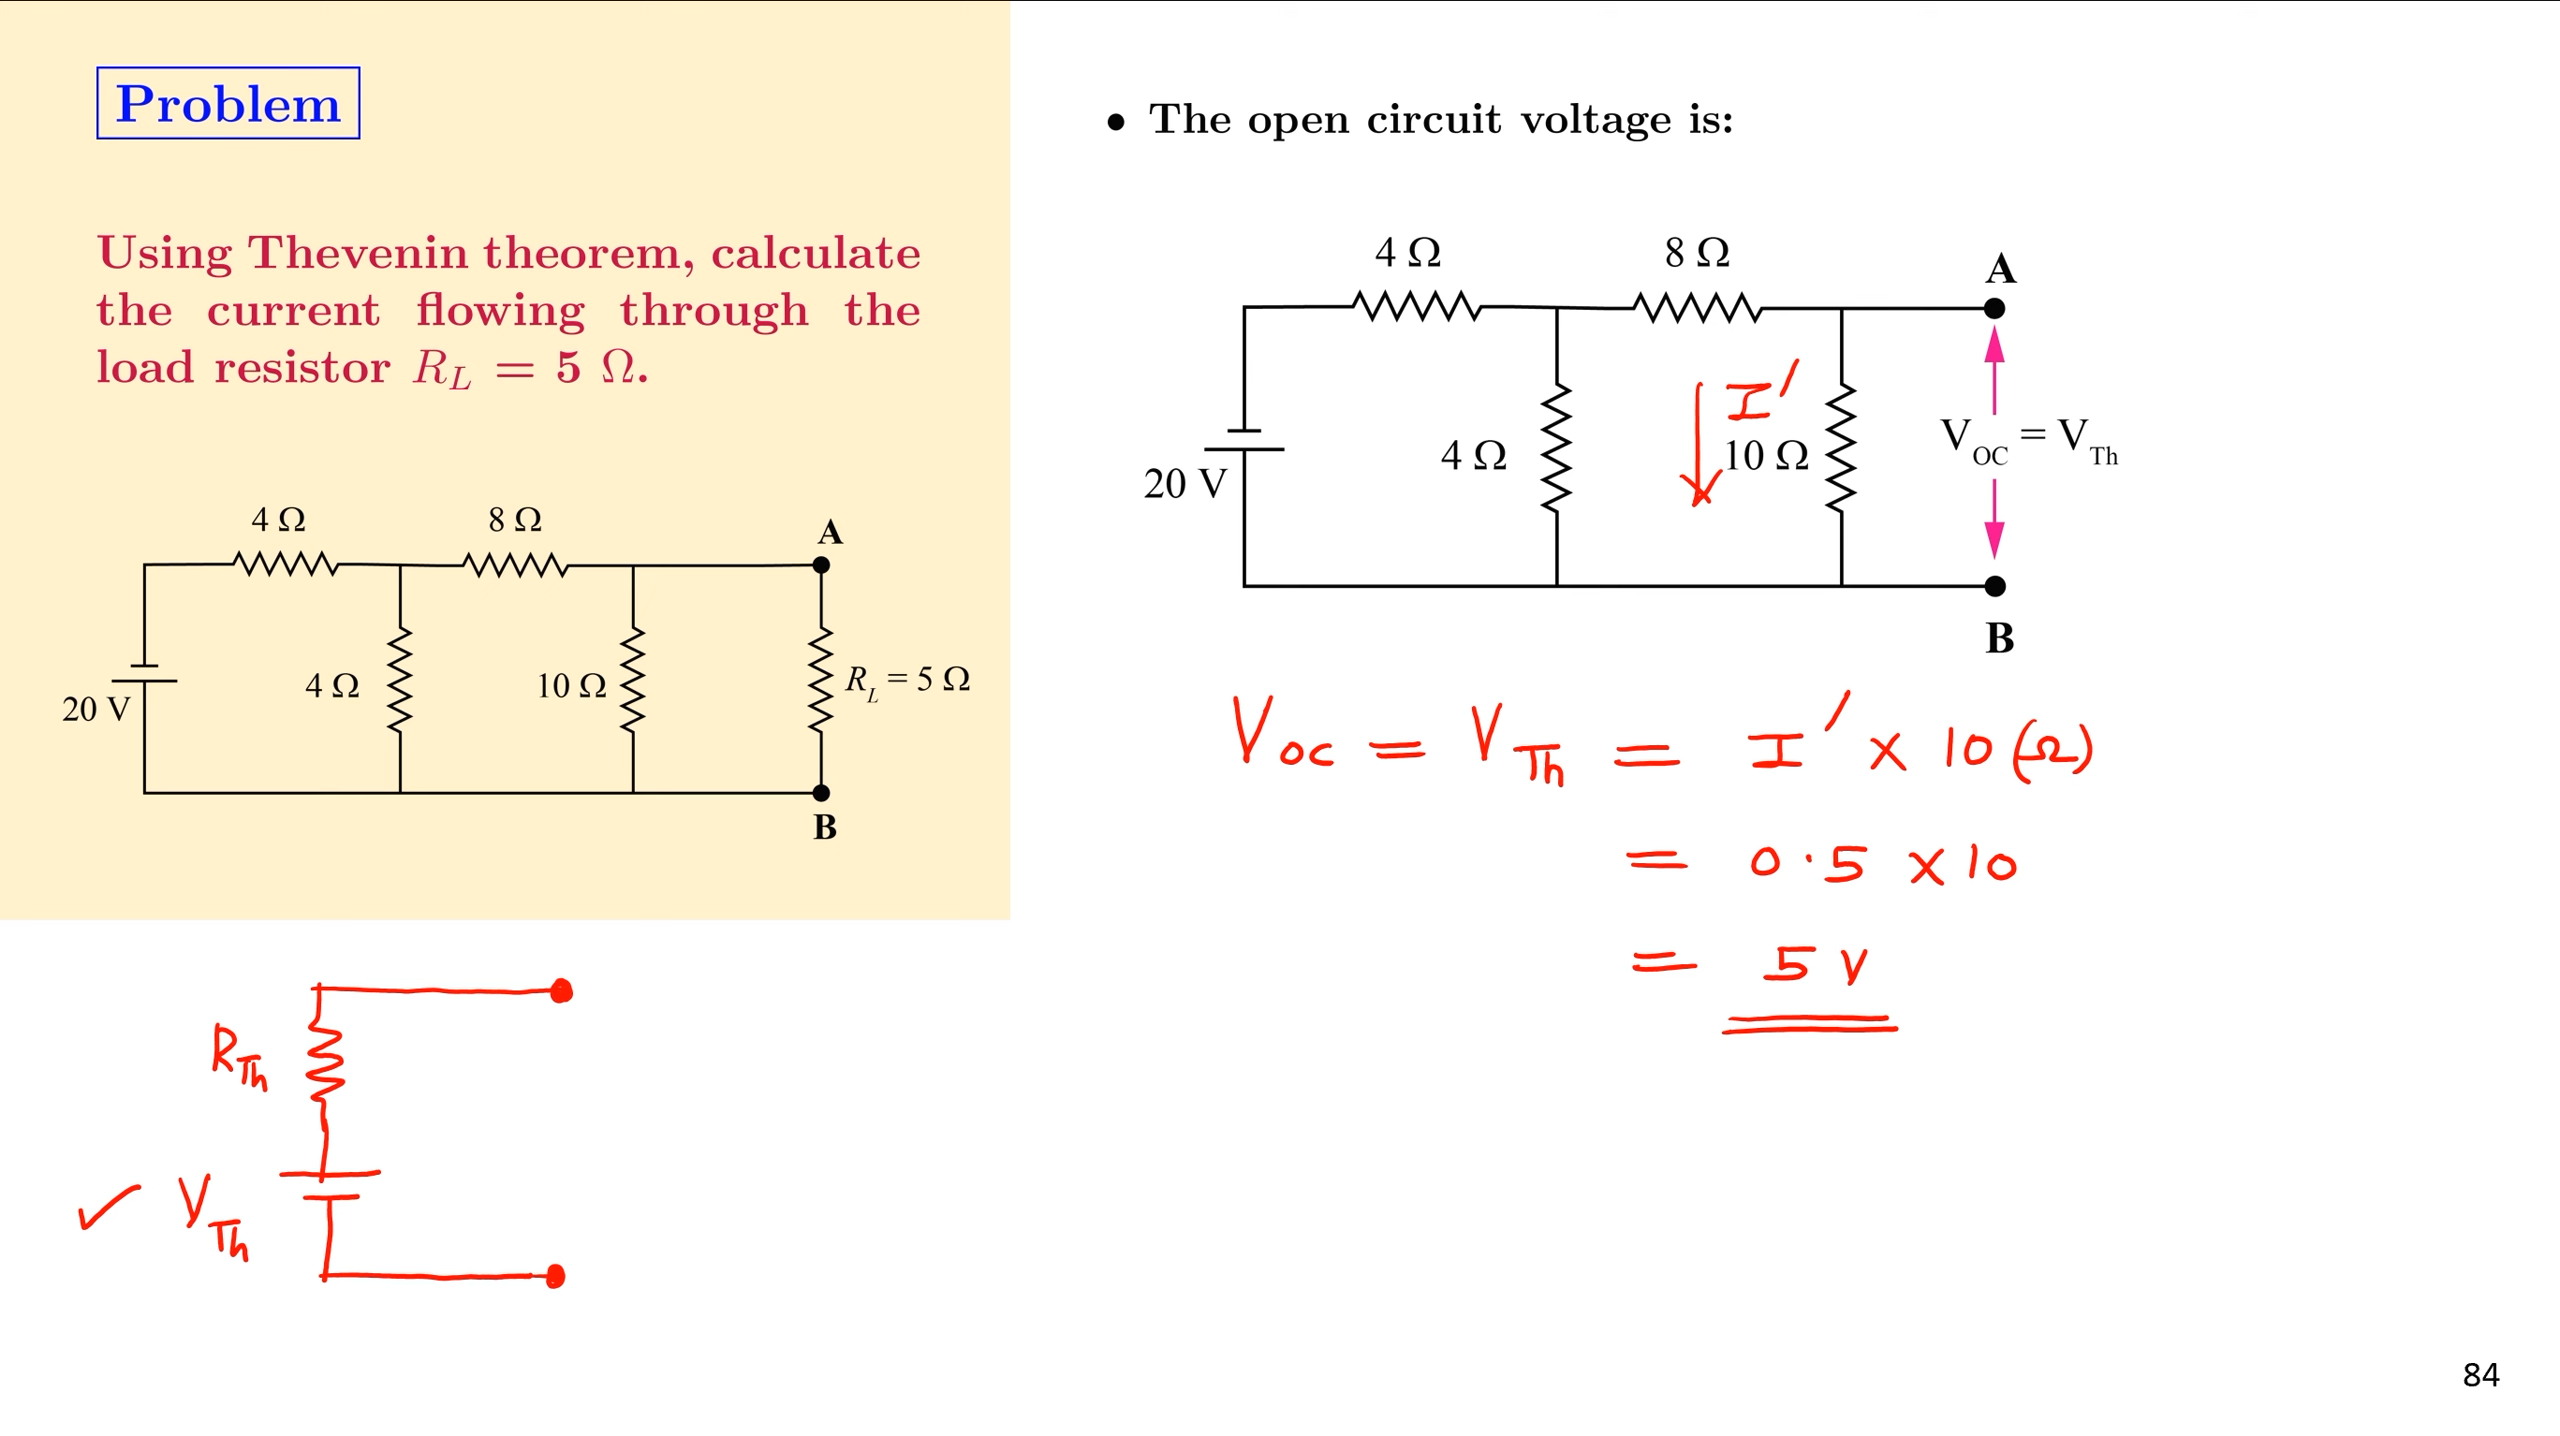 Problem
Using Thevenin theorem, calculate
the current flowing through the
load resistor R_L = 5 Ω.
4 Ω
8 Ω
A
20 V
4 Ω
10 Ω
R_L = 5 Ω
B
R_Th
✓ V_Th
• The open circuit voltage is:
4 Ω
8 Ω
A
I′
20 V
4 Ω
10 Ω
V_OC = V_Th
B
V_OC = V_Th = I′ × 10 (Ω)
= 0.5 × 10
= 5 V
84